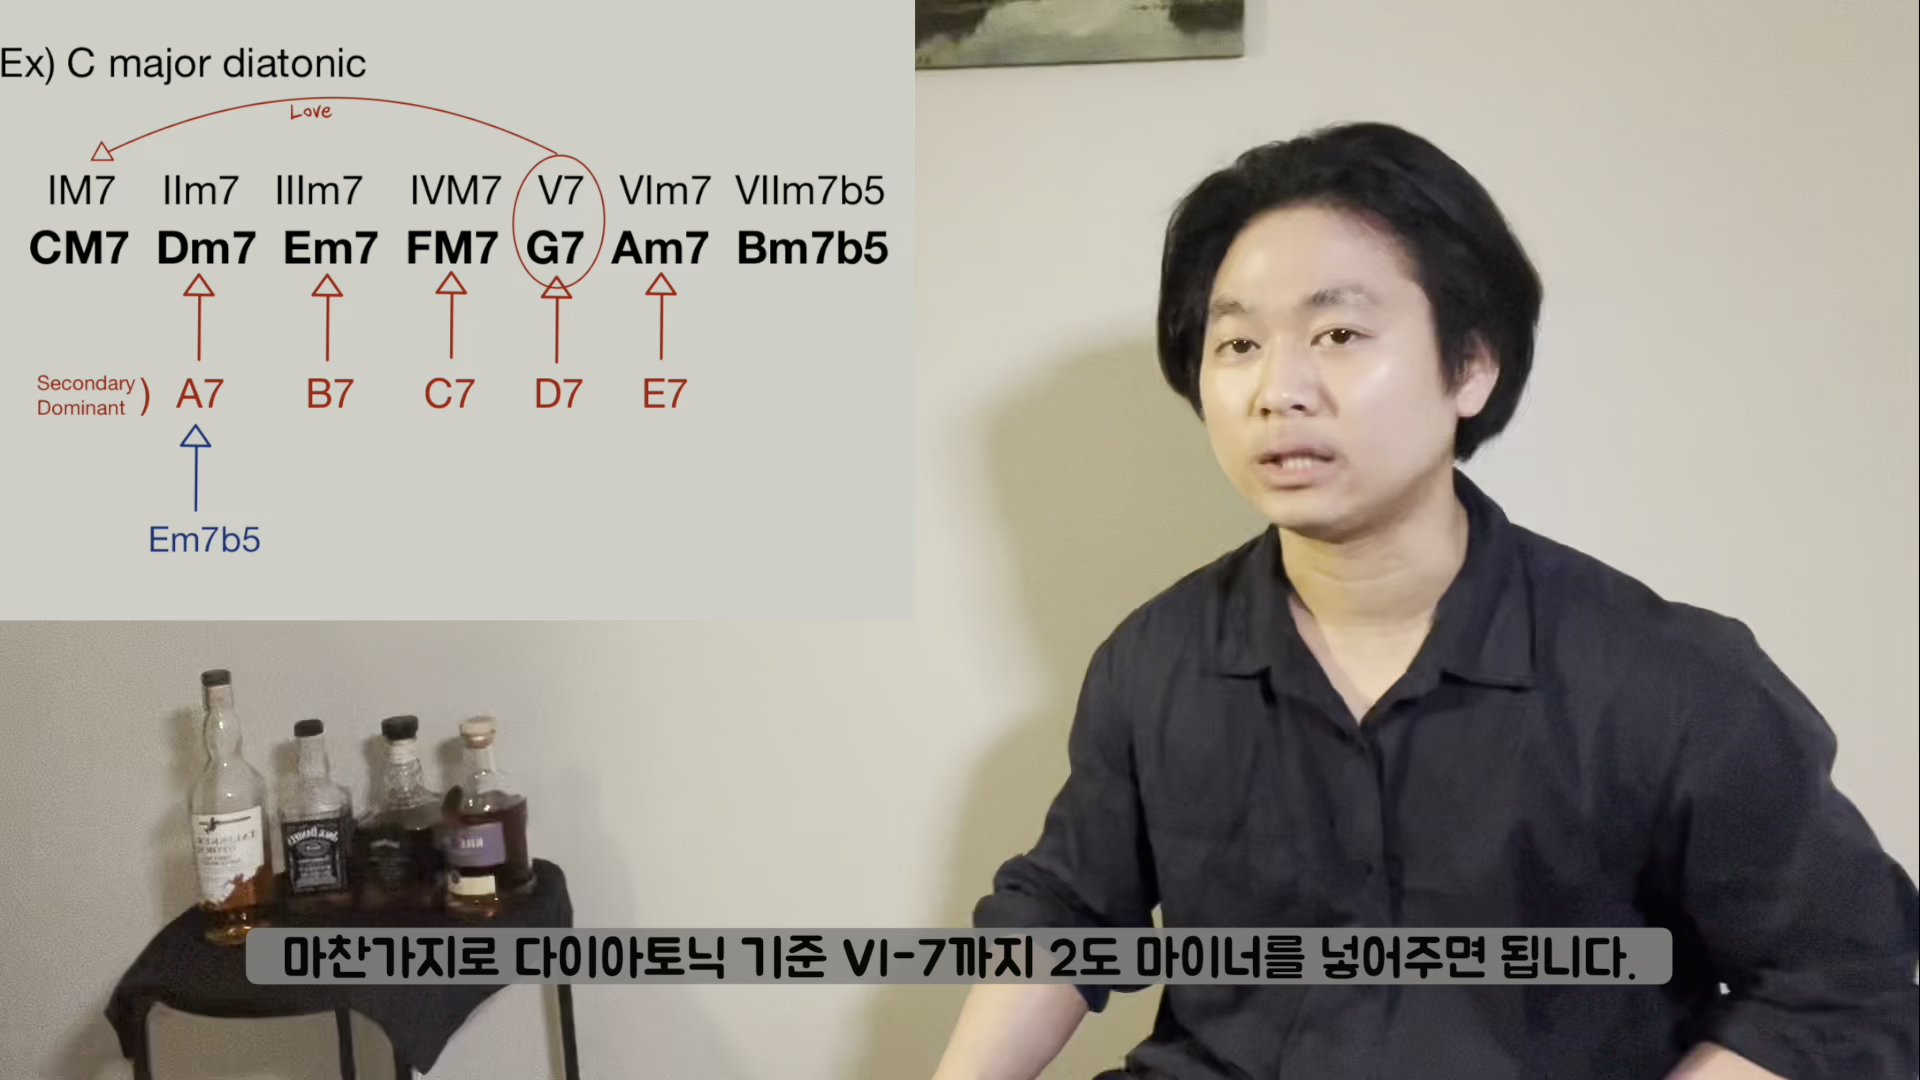 Ex) C major diatonic
Love
IM7 IIm7 IIIm7 IVM7 V7 VIm7 VIIm7b5
CM7 Dm7 Em7 FM7 G7 Am7 Bm7b5
Secondary
Dominant ) A7 B7 C7 D7 E7
Em7b5
마찬가지로 다이아토닉 기준 VI-7까지 2도 마이너를 넣어주면 됩니다.